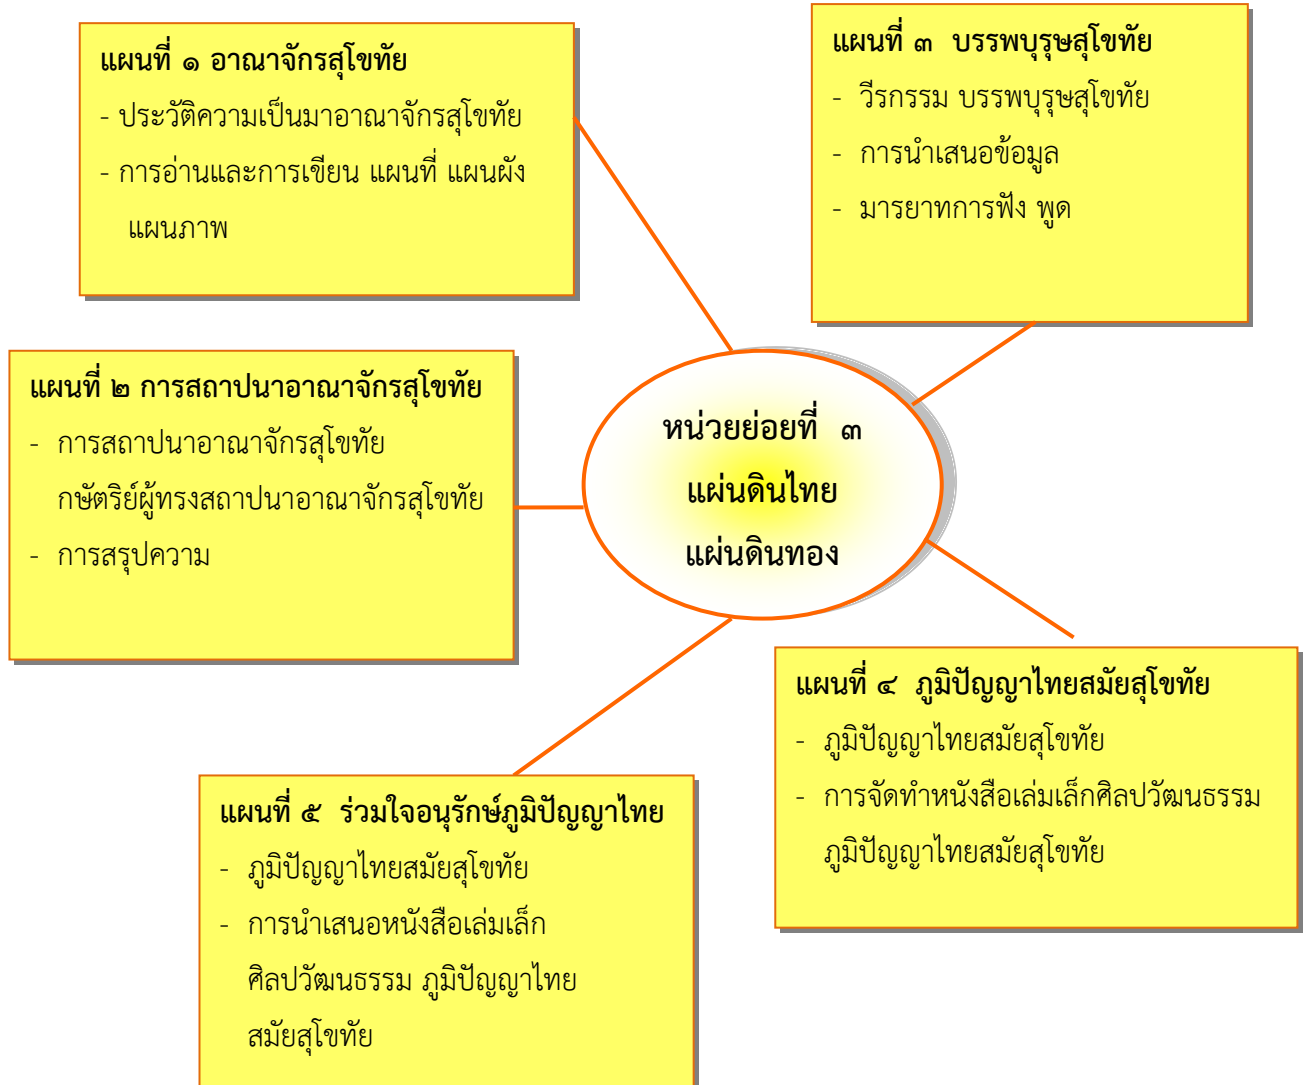 แผนที่ ๑ อาณาจักรสุโขทัย
- ประวัติความเป็นมาอาณาจักรสุโขทัย
- การอ่านและการเขียน แผนที่ แผนผัง
แผนภาพ
แผนที่ ๓ บรรพบุรุษสุโขทัย
- วีรกรรม บรรพบุรุษสุโขทัย
- การนำเสนอข้อมูล
- มารยาทการฟัง พูด
แผนที่ ๒ การสถาปนาอาณาจักรสุโขทัย
- การสถาปนาอาณาจักรสุโขทัย
กษัตริย์ผู้ทรงสถาปนาอาณาจักรสุโขทัย
- การสรุปความ
หน่วยย่อยที่ ๓
แผ่นดินไทย
แผ่นดินทอง
แผนที่ ๔ ภูมิปัญญาไทยสมัยสุโขทัย
- ภูมิปัญญาไทยสมัยสุโขทัย
- การจัดทำหนังสือเล่มเล็กศิลปวัฒนธรรม
ภูมิปัญญาไทยสมัยสุโขทัย
แผนที่ ๕ ร่วมใจอนุรักษ์ภูมิปัญญาไทย
- ภูมิปัญญาไทยสมัยสุโขทัย
- การนำเสนอหนังสือเล่มเล็ก
ศิลปวัฒนธรรม ภูมิปัญญาไทย
สมัยสุโขทัย